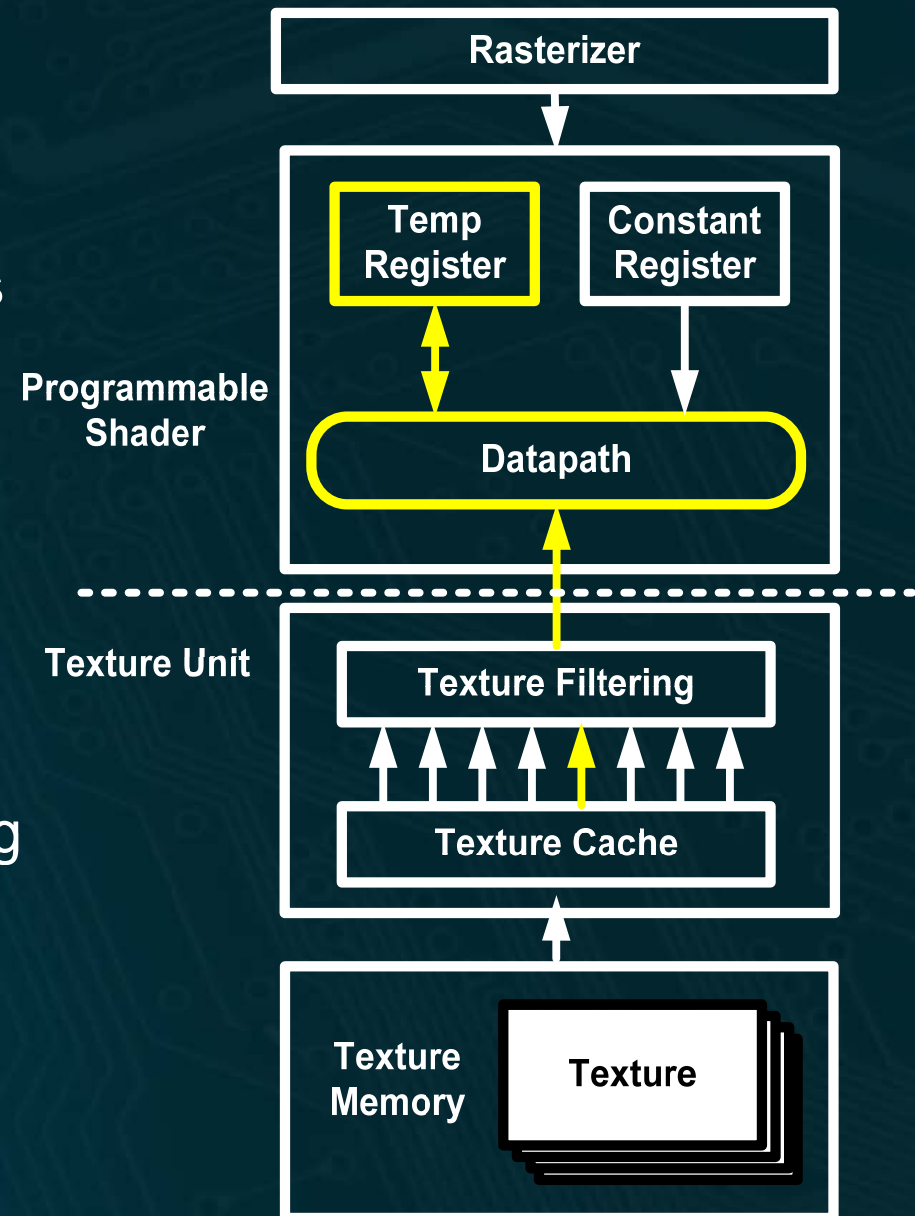 Rasterizer
Temp
Register
Constant
Register
s
Programmable
Shader
Datapath
Texture Unit
Texture Filtering
g
Texture Cache
Texture
Memory
Texture